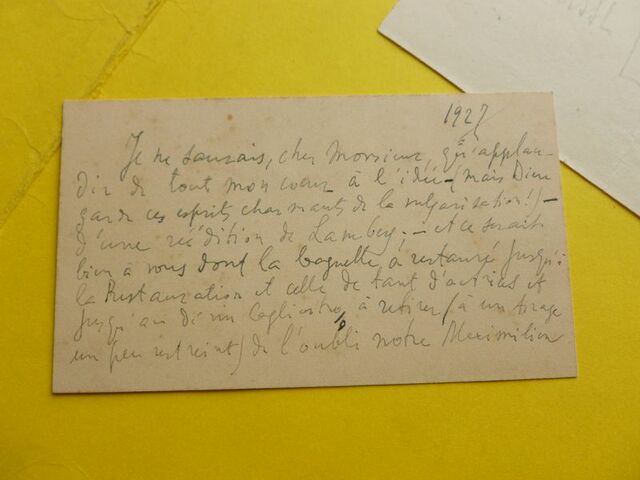 1927
Je ne saurais, cher Monsieur, qu'applau-
dir de tout mon cœur à l'idée (mais Dieu
garde ces esprits charmants de la vulgarisation!) —
d'une réédition de Lamberg; — et ce serait
bien à vous dont la baguette a restauré jusqu'à
la Restauration et celle de tant d'autres et
jusqu'au divin Cagliostro, à retirer (à un tirage
un peu restreint) de l'oubli notre Maximilien